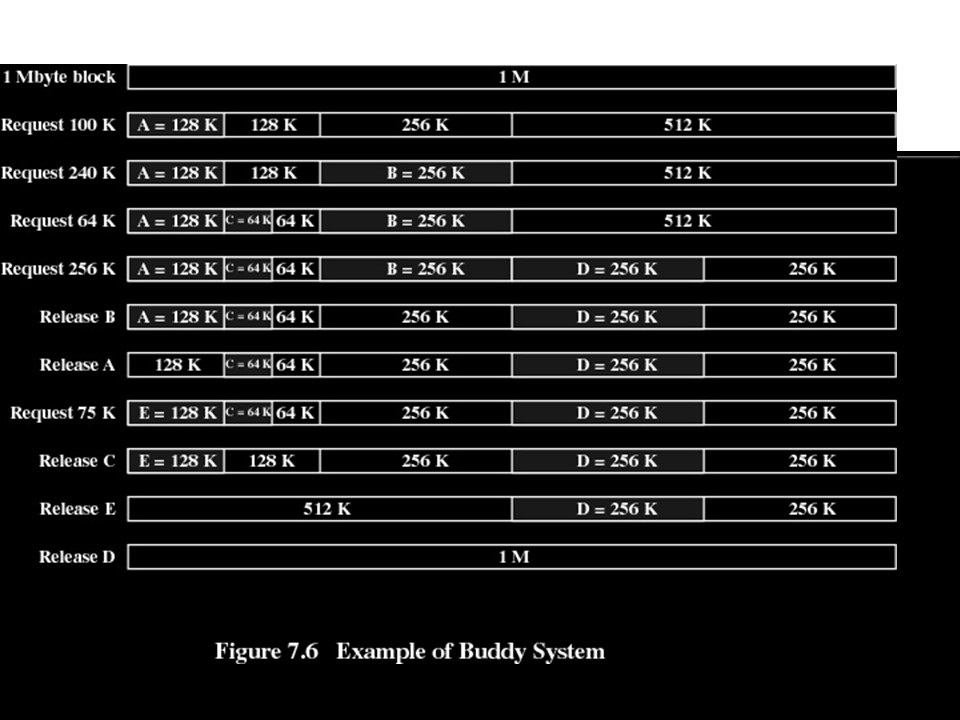 1 Mbyte block 1 M
Request 100 K A = 128 K 128 K 256 K 512 K
Request 240 K A = 128 K 128 K B = 256 K 512 K
Request 64 K A = 128 K C = 64 K 64 K B = 256 K 512 K
Request 256 K A = 128 K C = 64 K 64 K B = 256 K D = 256 K 256 K
Release B A = 128 K C = 64 K 64 K 256 K D = 256 K 256 K
Release A 128 K C = 64 K 64 K 256 K D = 256 K 256 K
Request 75 K E = 128 K C = 64 K 64 K 256 K D = 256 K 256 K
Release C E = 128 K 128 K 256 K D = 256 K 256 K
Release E 512 K D = 256 K 256 K
Release D 1 M
Figure 7.6 Example of Buddy System